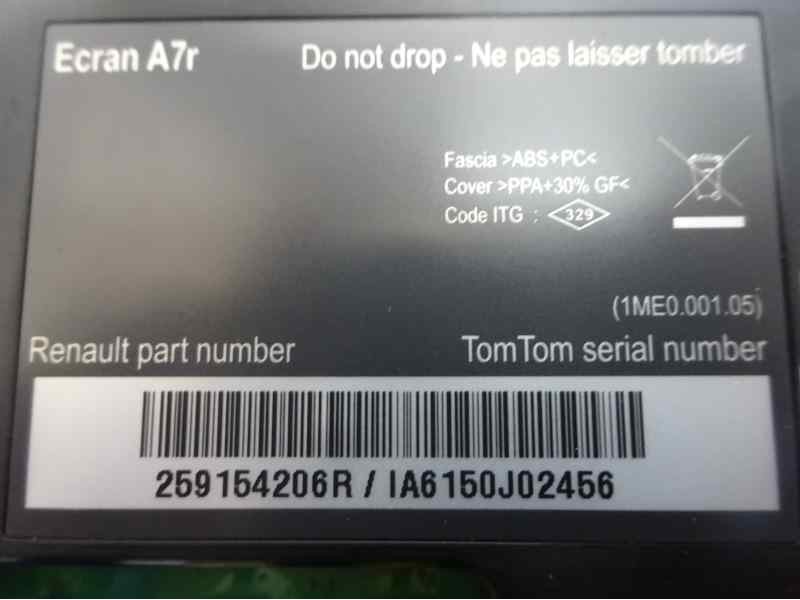 Ecran A7r Do not drop - Ne pas laisser tomber
Fascia >ABS+PC<
Cover >PPA+30% GF<
Code ITG : 329
(1ME0.001.05)
Renault part number TomTom serial number
259154206R / IA6150J02456